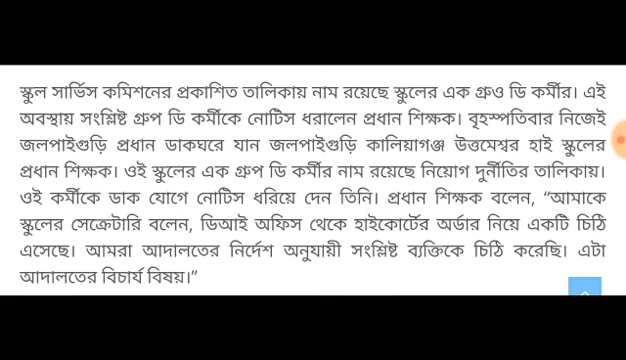 স্কুল সার্ভিস কমিশনের প্রকাশিত তালিকায় নাম রয়েছে স্কুলের এক গ্রুও ডি কর্মীর। এই
অবস্থায় সংশ্লিষ্ট গ্রুপ ডি কর্মীকে নোটিস ধরালেন প্রধান শিক্ষক। বৃহস্পতিবার নিজেই
জলপাইগুড়ি প্রধান ডাকঘরে যান জলপাইগুড়ি কালিয়াগঞ্জ উত্তমেশ্বর হাই স্কুলের
প্রধান শিক্ষক। ওই স্কুলের এক গ্রুপ ডি কর্মীর নাম রয়েছে নিয়োগ দুর্নীতির তালিকায়।
ওই কর্মীকে ডাক যোগে নোটিস ধরিয়ে দেন তিনি। প্রধান শিক্ষক বলেন, “আমাকে
স্কুলের সেক্রেটারি বলেন, ডিআই অফিস থেকে হাইকোর্টের অর্ডার নিয়ে একটি চিঠি
এসেছে। আমরা আদালতের নির্দেশ অনুযায়ী সংশ্লিষ্ট ব্যক্তিকে চিঠি করেছি। এটা
আদালতের বিচার্য বিষয়।”